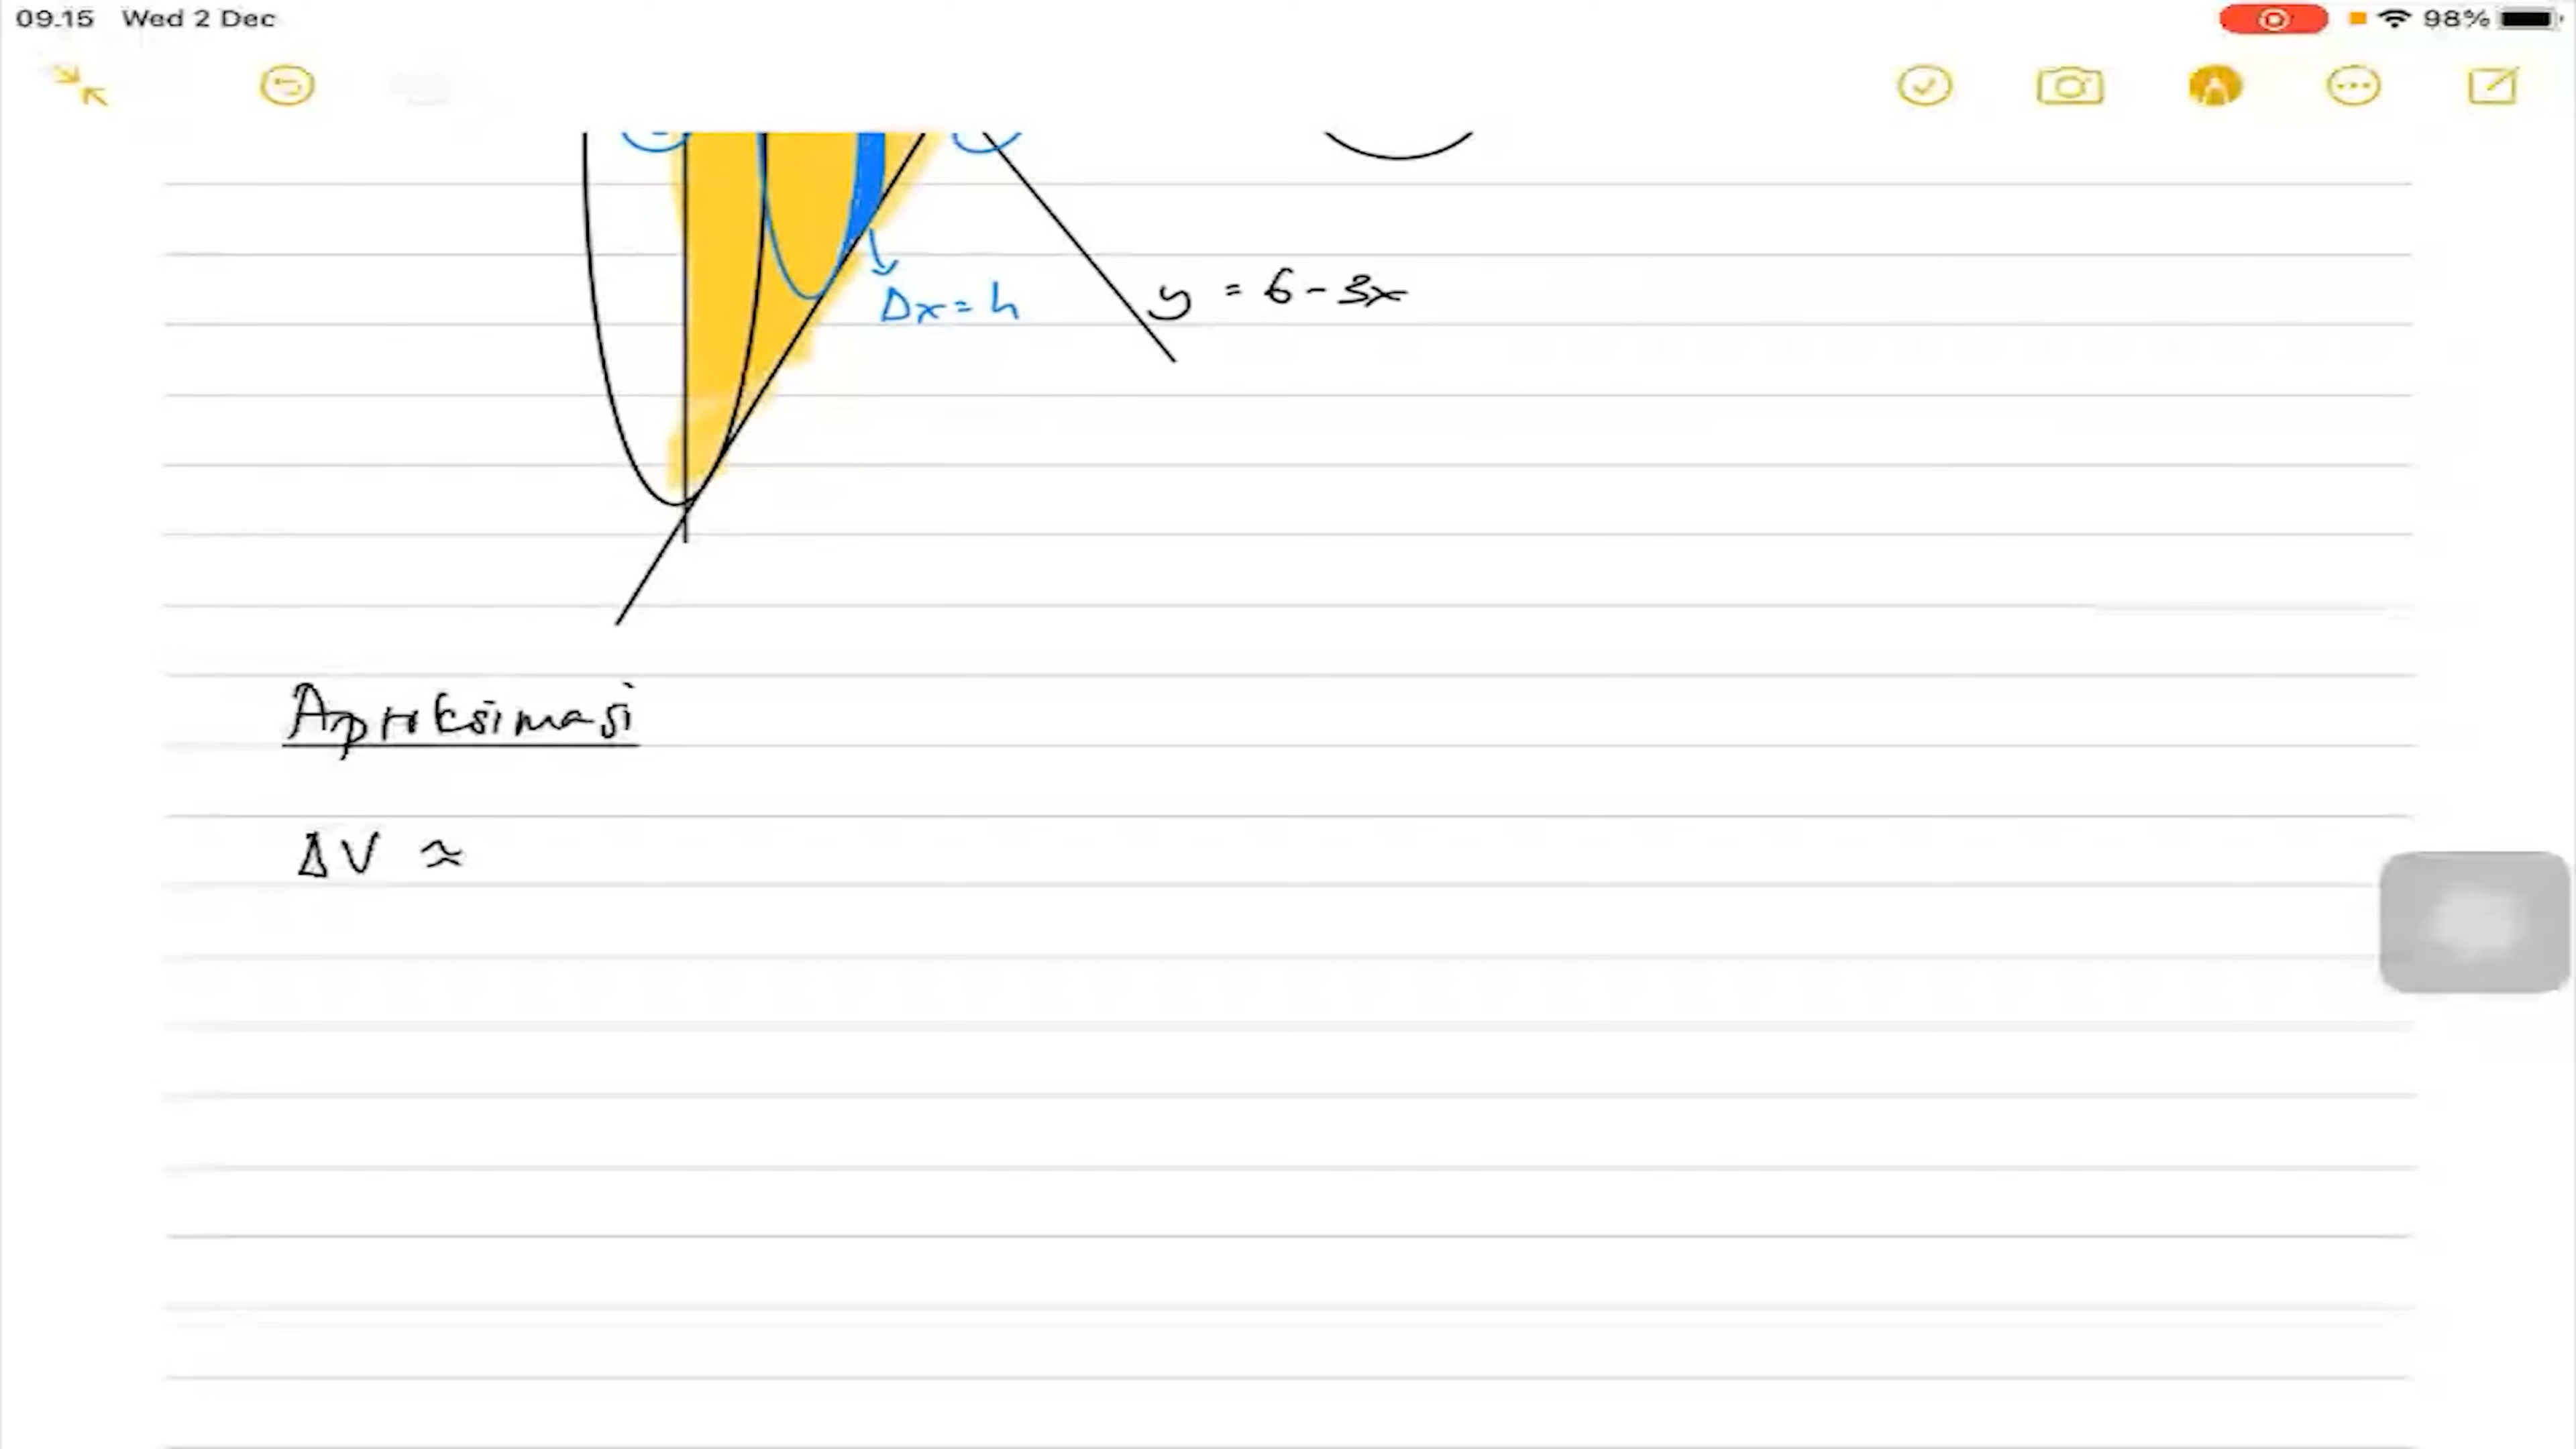 09.15 Wed 2 Dec 98%
Δx = h
y = 6 - 3x
Aproksimasi
ΔV ≈